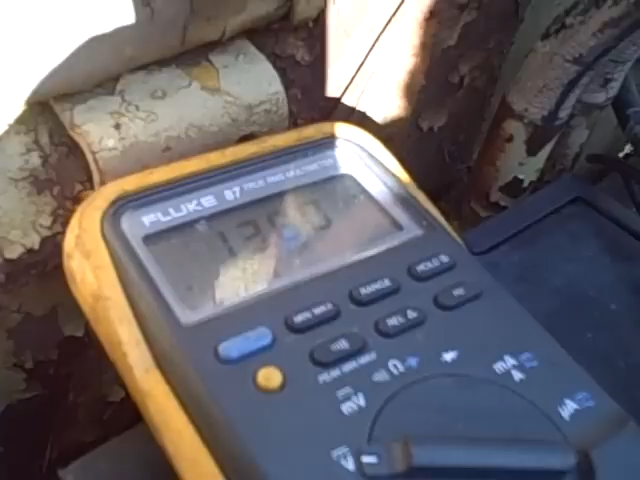 FLUKE 87 TRUE RMS MULTIMETER
MIN MAX RANGE HOLD
REL Δ Hz
PEAK MIN MAX
mV
Ω
mA
A
µA
V